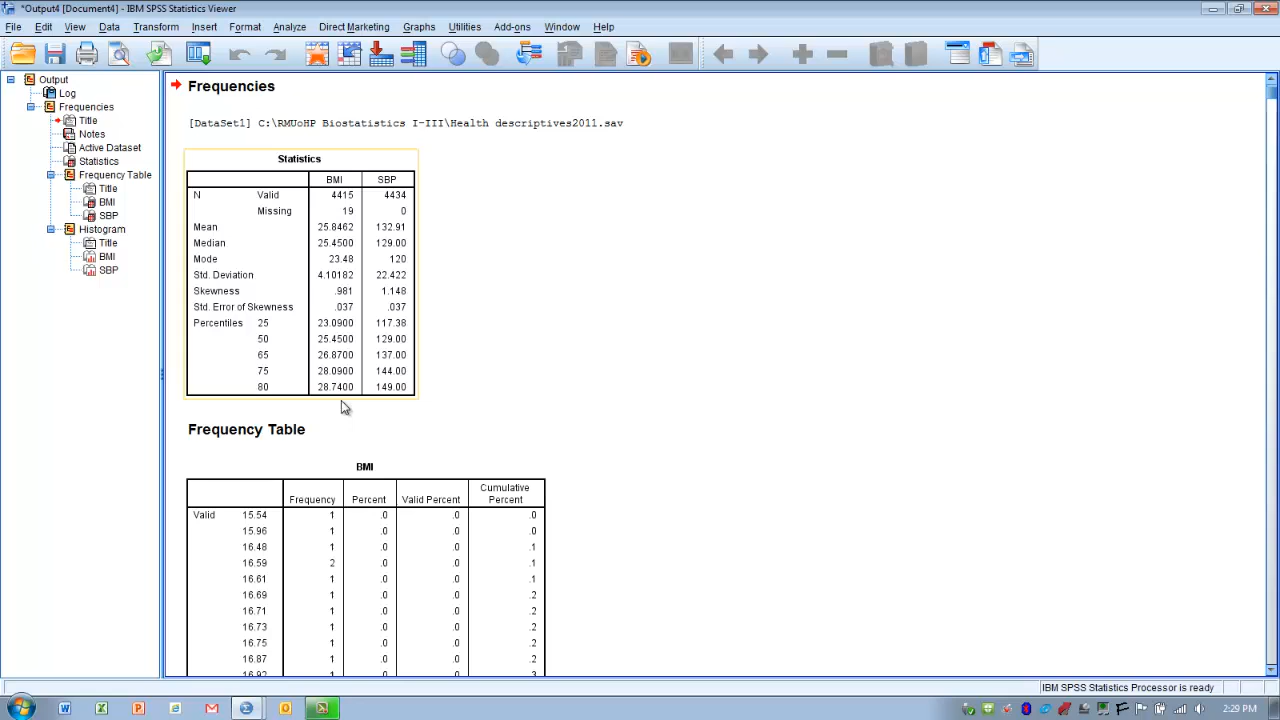 *Output4 [Document4] - IBM SPSS Statistics Viewer
File Edit View Data Transform Insert Format Analyze Direct Marketing Graphs Utilities Add-ons Window Help
Output
Log
Frequencies
Title
Notes
Active Dataset
Statistics
Frequency Table
Title
BMI
SBP
Histogram
Title
BMI
SBP
Frequencies
[DataSet1] C:\RMUoHP Biostatistics I-III\Health descriptives2011.sav
Statistics
BMI SBP
N Valid 4415 4434
Missing 19 0
Mean 25.8462 132.91
Median 25.4500 129.00
Mode 23.48 120
Std. Deviation 4.10182 22.422
Skewness .981 1.148
Std. Error of Skewness .037 .037
Percentiles 25 23.0900 117.38
50 25.4500 129.00
65 26.8700 137.00
75 28.0900 144.00
80 28.7400 149.00
Frequency Table
BMI
Frequency Percent Valid Percent Cumulative Percent
Valid 15.54 1 .0 .0 .0
15.96 1 .0 .0 .0
16.48 1 .0 .0 .1
16.59 2 .0 .0 .1
16.61 1 .0 .0 .1
16.69 1 .0 .0 .2
16.71 1 .0 .0 .2
16.73 1 .0 .0 .2
16.75 1 .0 .0 .2
16.87 1 .0 .0 .2
16.92 1 .0 .0 .3
IBM SPSS Statistics Processor is ready
2:29 PM